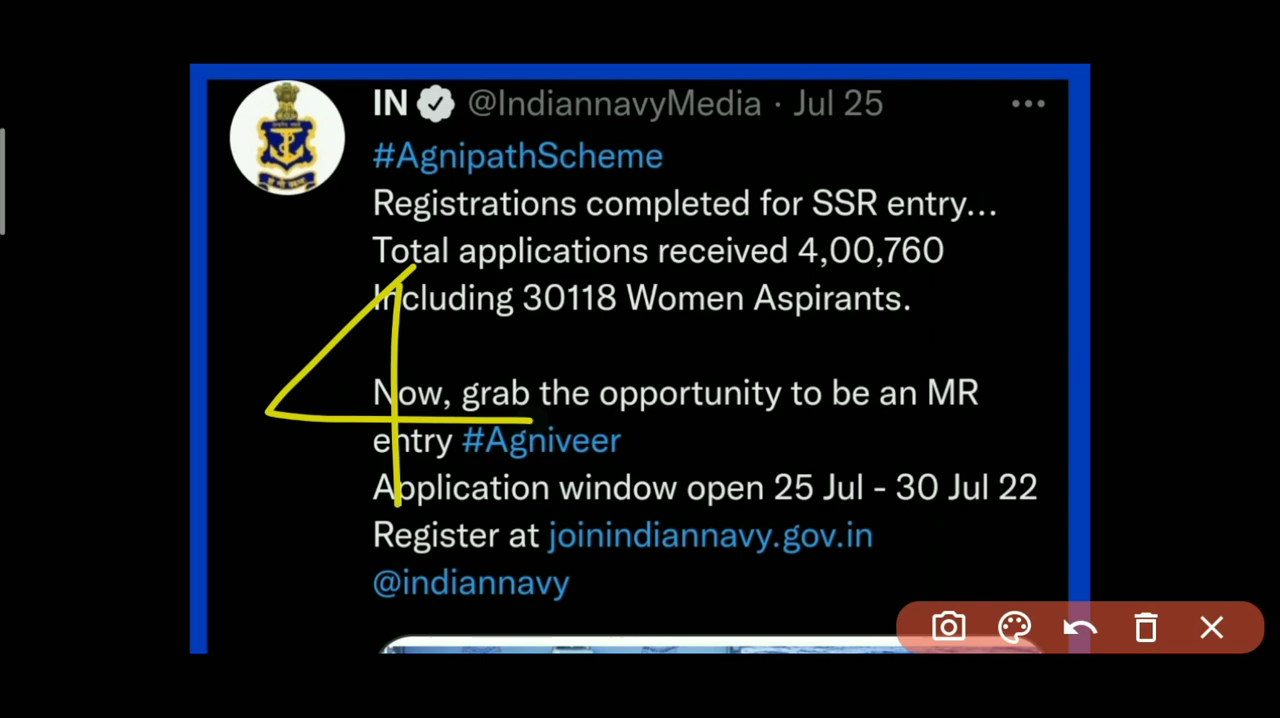 IN @IndiannavyMedia · Jul 25
#AgnipathScheme
Registrations completed for SSR entry...
Total applications received 4,00,760
Including 30118 Women Aspirants.
4
Now, grab the opportunity to be an MR
entry #Agniveer
Application window open 25 Jul - 30 Jul 22
Register at joinindiannavy.gov.in
@indiannavy